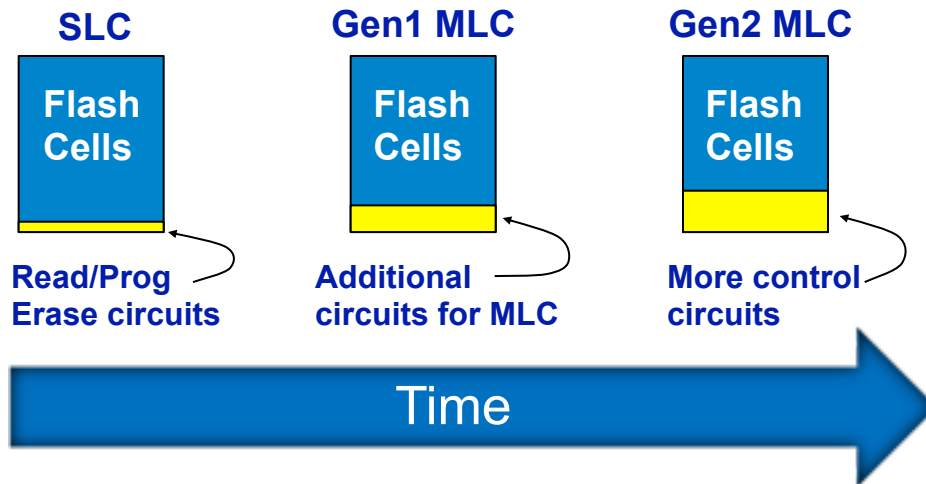 SLC
Gen1 MLC
Gen2 MLC
Flash
Cells
Flash
Cells
Flash
Cells
Read/Prog
Erase circuits
Additional
circuits for MLC
More control
circuits
Time